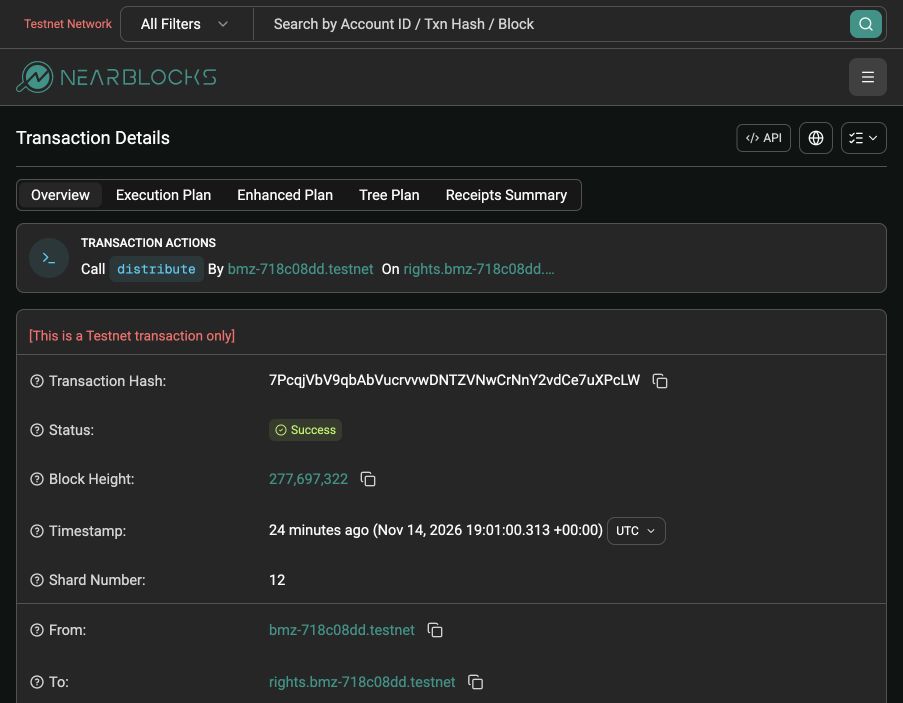 Testnet Network
All Filters
Search by Account ID / Txn Hash / Block
NEARBLOCKS
Transaction Details
API
Overview Execution Plan Enhanced Plan Tree Plan Receipts Summary
TRANSACTION ACTIONS
Call distribute By bmz-718c08dd.testnet On rights.bmz-718c08dd....
[This is a Testnet transaction only]
Transaction Hash: 7PcqjVbV9qbAbVucrvvwDNTZVNwCrNnY2vdCe7uXPcLW
Status: Success
Block Height: 277,697,322
Timestamp: 24 minutes ago (Nov 14, 2026 19:01:00.313 +00:00) UTC
Shard Number: 12
From: bmz-718c08dd.testnet
To: rights.bmz-718c08dd.testnet